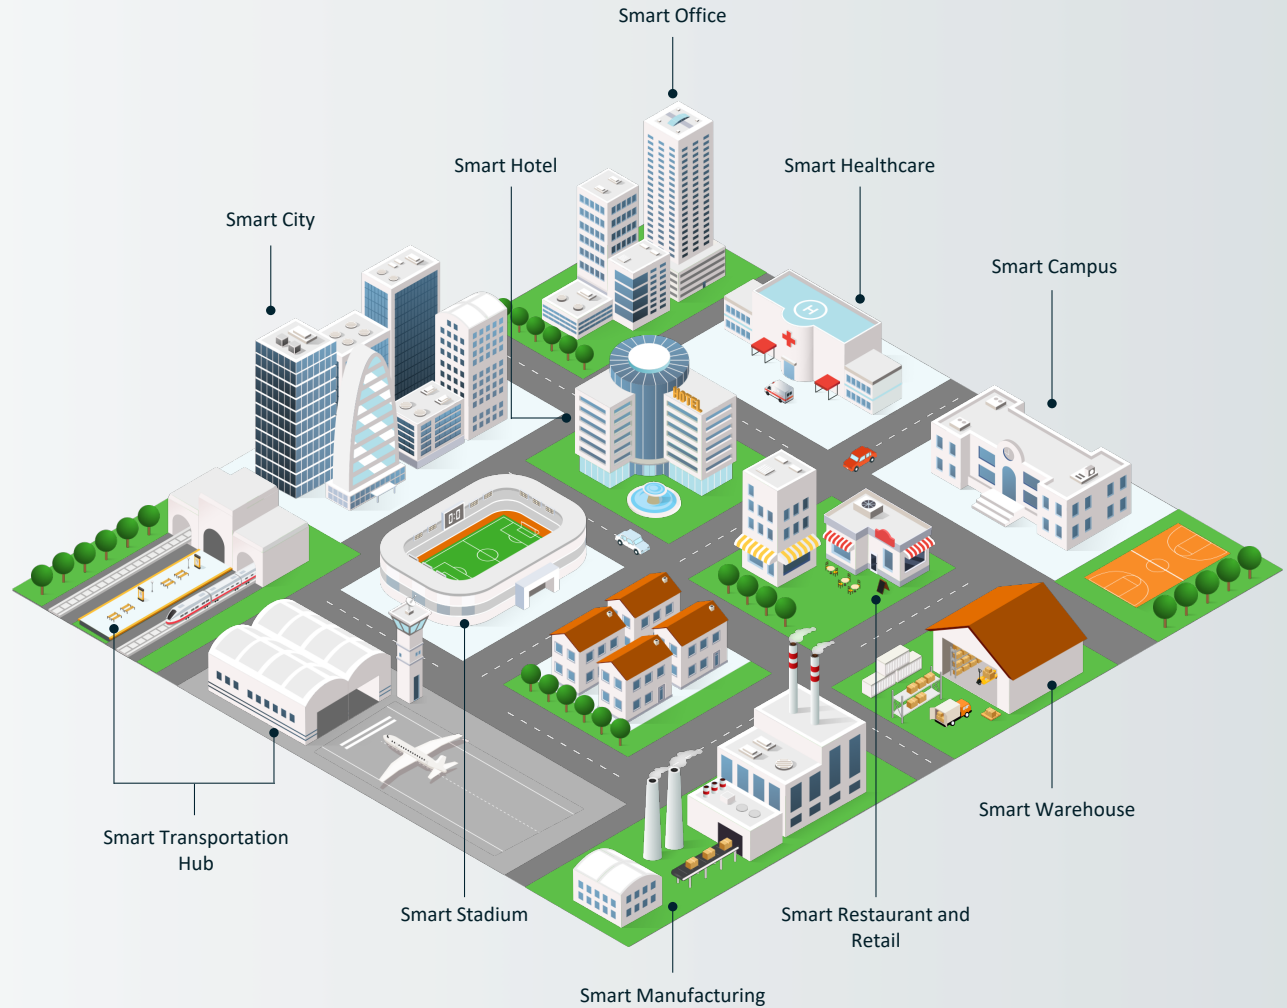 Smart Office
Smart Hotel
Smart Healthcare
Smart City
Smart Campus
HOTEL
H
0:0
Smart Warehouse
Smart Transportation
Hub
Smart Stadium
Smart Restaurant and
Retail
Smart Manufacturing